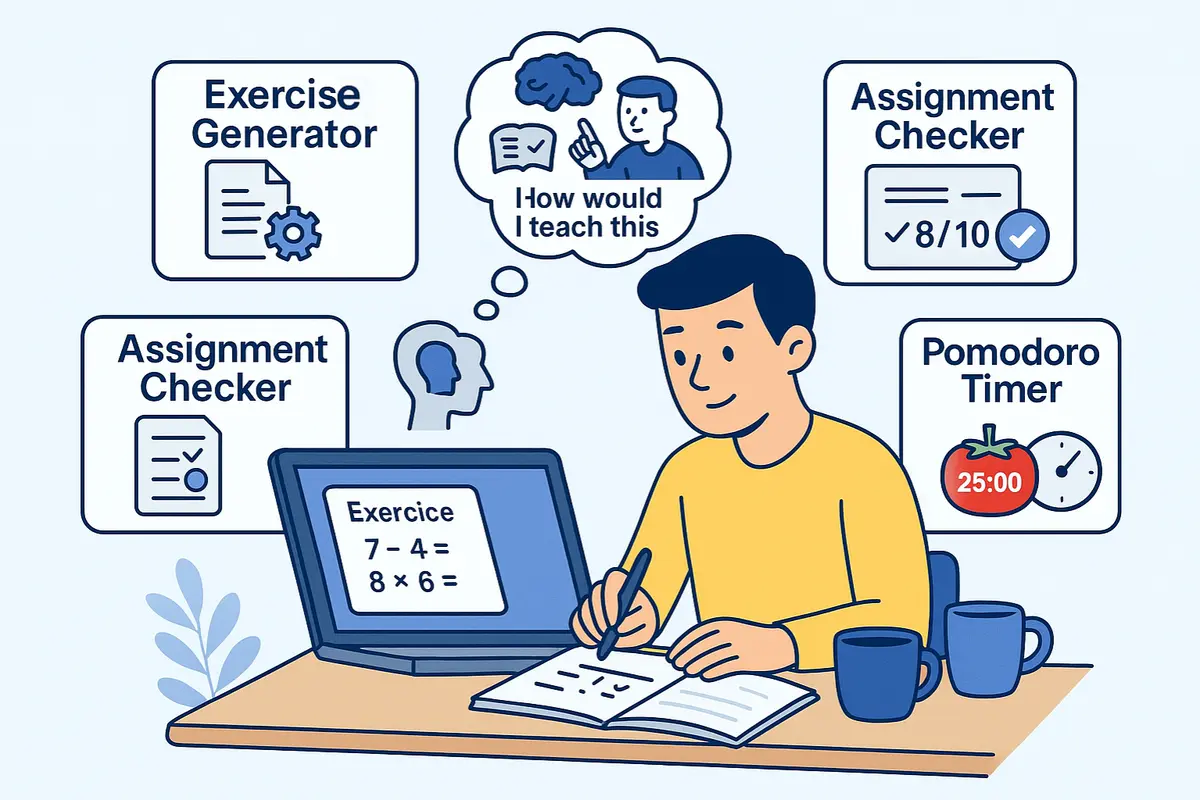 Exercise
Generator
How would
I teach this
Assignment
Checker
✓8/10
Assignment
Checker
Pomodoro
Timer
25:00
Exercice
7 - 4 =
8 × 6 =